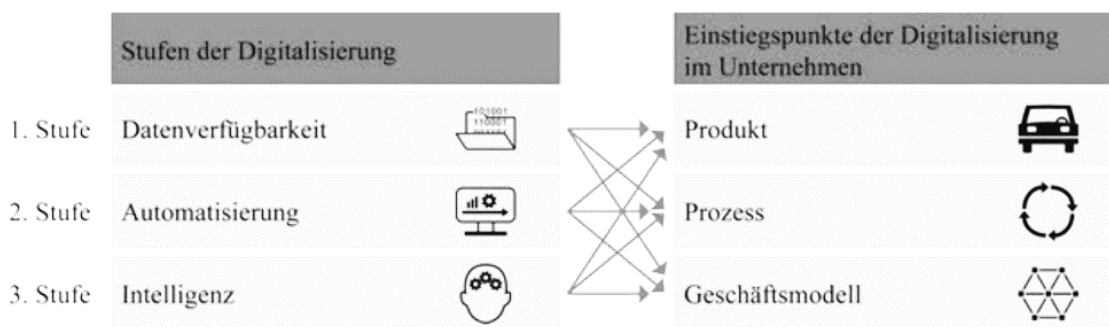 Stufen der Digitalisierung
Einstiegspunkte der Digitalisierung
im Unternehmen
1. Stufe Datenverfügbarkeit
Produkt
2. Stufe Automatisierung
Prozess
3. Stufe Intelligenz
Geschäftsmodell